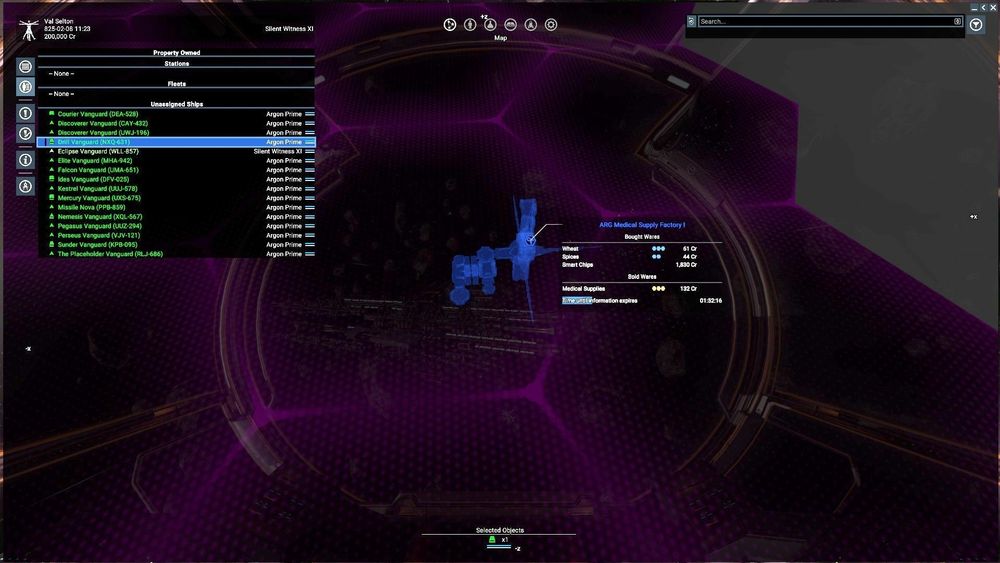 Val Selton
825-02-06 11:23
200,000 Cr
Silent Witness XI
+z
Map
Search...
Property Owned
Stations
-- None --
Fleets
-- None --
Unassigned Ships
Courier Vanguard (DEA-528) Argon Prime
Discoverer Vanguard (CAY-432) Argon Prime
Discoverer Vanguard (UWJ-196) Argon Prime
Drill Vanguard (NXQ-631) Argon Prime
Eclipse Vanguard (WLL-857) Silent Witness XI
Elite Vanguard (MHA-942) Argon Prime
Falcon Vanguard (UMA-651) Argon Prime
Ides Vanguard (DFV-025) Argon Prime
Kestrel Vanguard (UUJ-578) Argon Prime
Mercury Vanguard (UXS-675) Argon Prime
Missile Nova (PPB-859) Argon Prime
Nemesis Vanguard (XQL-567) Argon Prime
Pegasus Vanguard (UUZ-294) Argon Prime
Perseus Vanguard (VJV-121) Argon Prime
Sunder Vanguard (KPB-095) Argon Prime
The Placeholder Vanguard (RLJ-686) Argon Prime
ARG Medical Supply Factory I
Bought Wares
Wheat 61 Cr
Spices 44 Cr
Smart Chips 1,830 Cr
Sold Wares
Medical Supplies 132 Cr
Time until information expires 01:52:16
+x
-x
Selected Objects
x1
-z